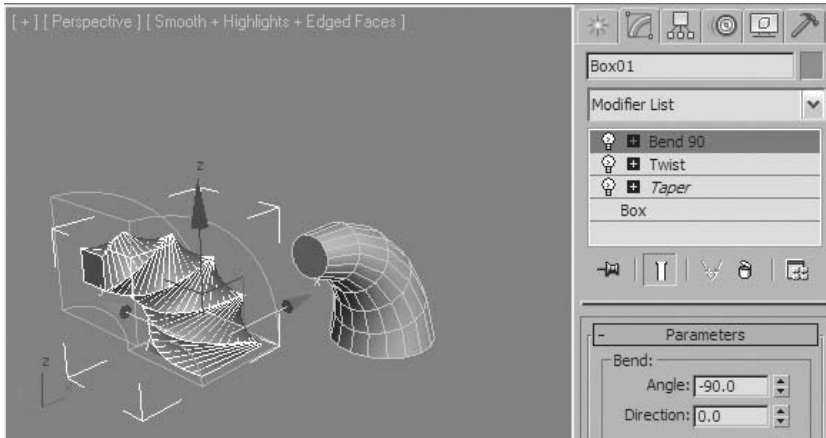 [ + ] [ Perspective ] [ Smooth + Highlights + Edged Faces ]
z
z
Box01
Modifier List
Bend 90
Twist
Taper
Box
- Parameters
Bend:
Angle: -90.0
Direction: 0.0